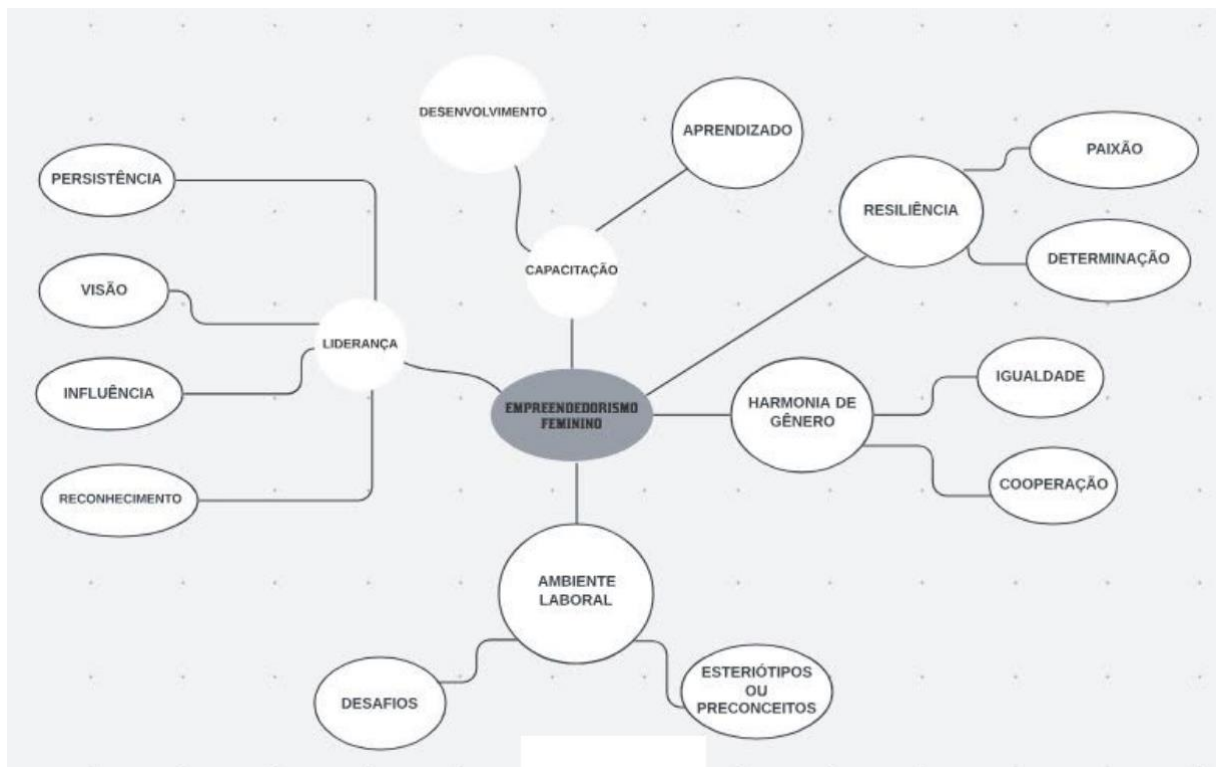 DESENVOLVIMENTO
APRENDIZADO
PAIXÃO
PERSISTÊNCIA
RESILIÊNCIA
DETERMINAÇÃO
CAPACITAÇÃO
VISÃO
LIDERANÇA
IGUALDADE
INFLUÊNCIA
EMPREENDEDORISMO
FEMININO
HARMONIA DE
GÊNERO
COOPERAÇÃO
RECONHECIMENTO
AMBIENTE
LABORAL
DESAFIOS
ESTERIÓTIPOS
OU
PRECONCEITOS